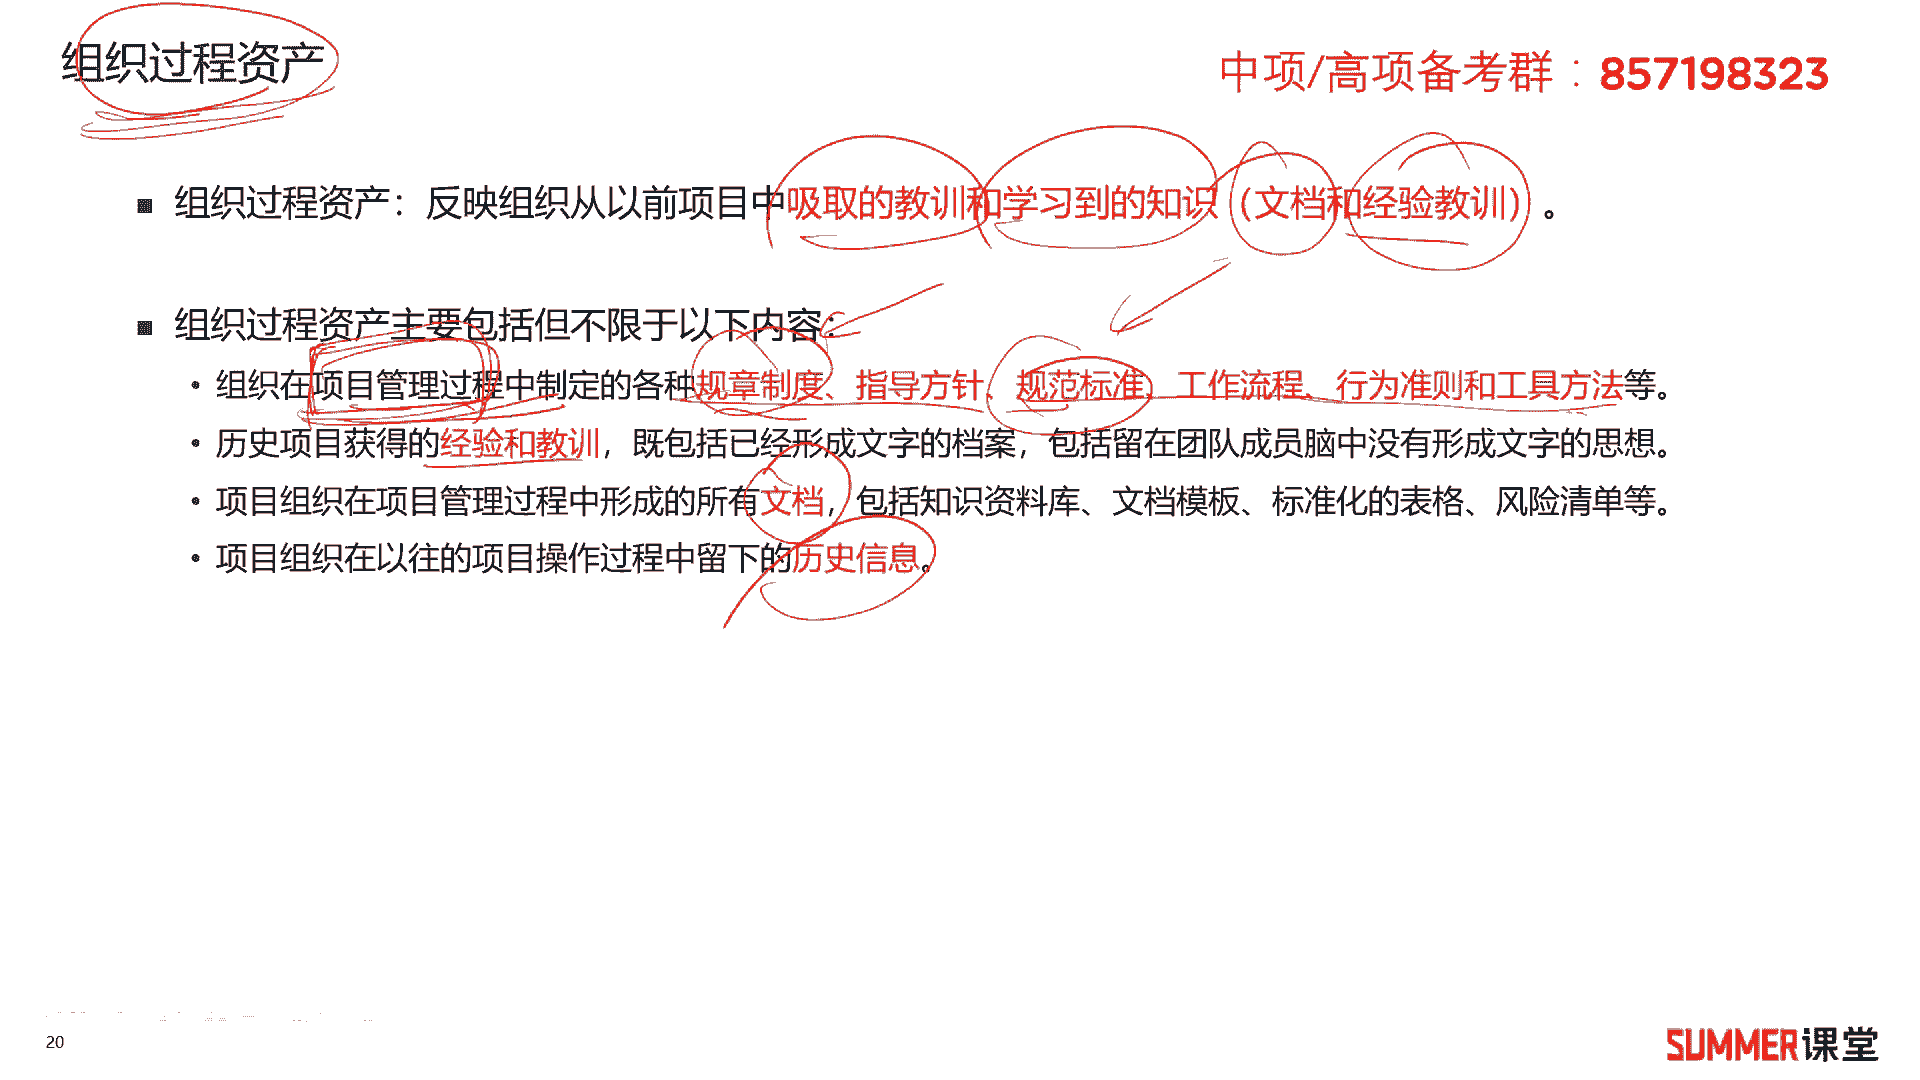 组织过程资产
中项/高项备考群：857198323
▪ 组织过程资产：反映组织从以前项目中吸取的教训和学习到的知识（文档和经验教训）。
▪ 组织过程资产主要包括但不限于以下内容：
• 组织在项目管理过程中制定的各种规章制度、指导方针、规范标准、工作流程、行为准则和工具方法等。
• 历史项目获得的经验和教训，既包括已经形成文字的档案，包括留在团队成员脑中没有形成文字的思想。
• 项目组织在项目管理过程中形成的所有文档，包括知识资料库、文档模板、标准化的表格、风险清单等。
• 项目组织在以往的项目操作过程中留下的历史信息。
20
SUMMER课堂